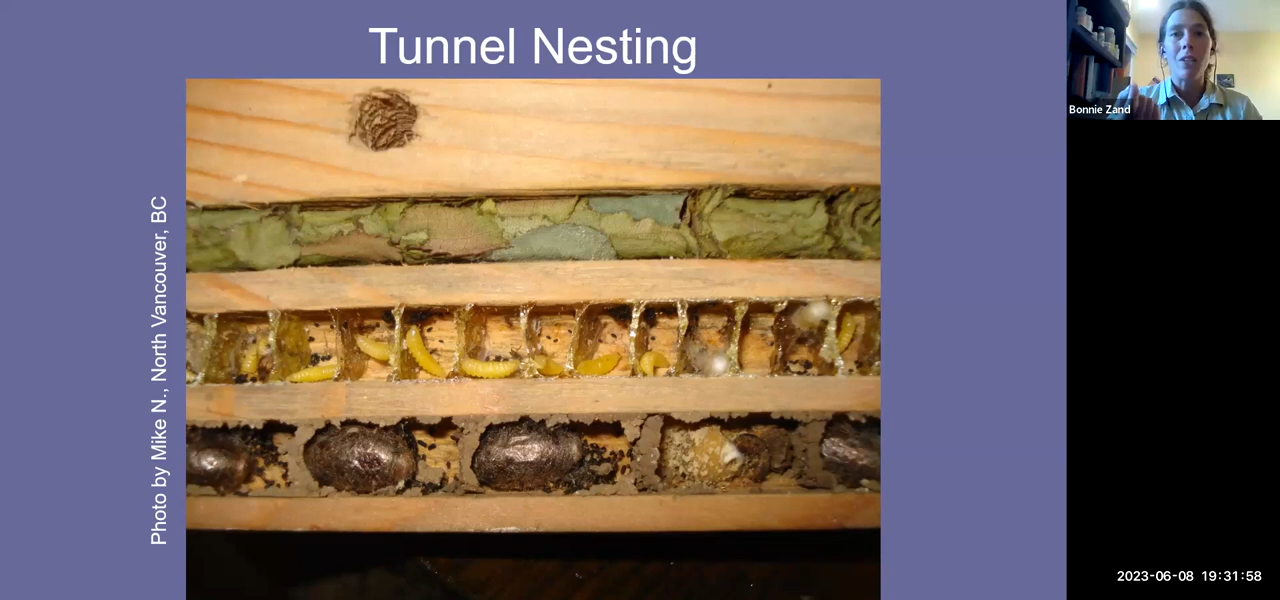 Tunnel Nesting
Photo by Mike N., North Vancouver, BC
Bonnie Zand
2023-06-08 19:31:58